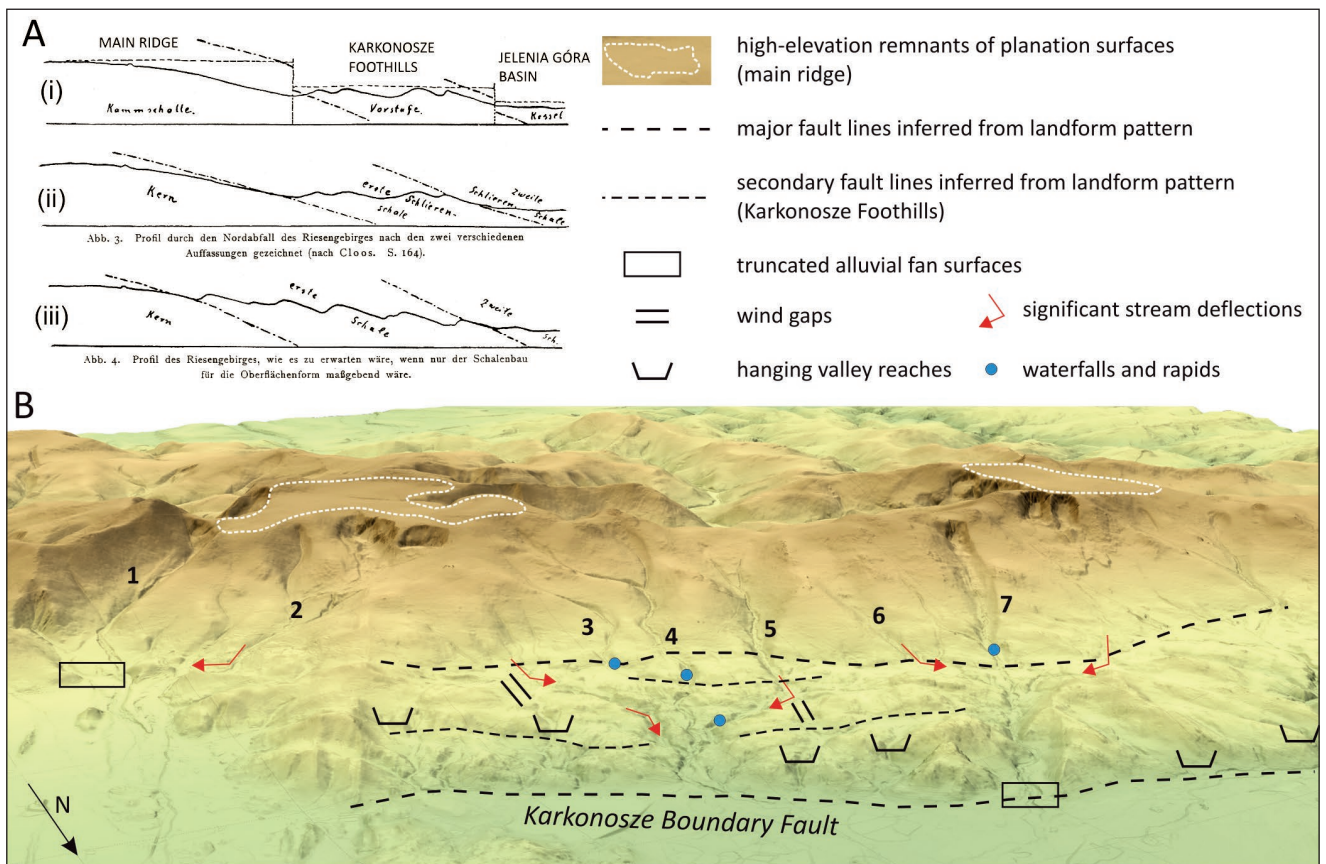 A
MAIN RIDGE
KARKONOSZE
FOOTHILLS
JELENIA GÓRA
BASIN
(i)
Kammscholle.
Vorstufe.
Kessel
(ii)
Kern
erste
Schlieren-
schale
Schlieren
zweite
Schale
Abb. 3. Profil durch den Nordabfall des Riesengebirges nach den zwei verschiedenen
Auffassungen gezeichnet (nach Cloos. S. 164).
(iii)
Kern
erste
Schale
zweite
Sch.
Abb. 4. Profil des Riesengebirges, wie es zu erwarten wäre, wenn nur der Schalenbau
für die Oberflächenform maßgebend wäre.
high-elevation remnants of planation surfaces
(main ridge)
major fault lines inferred from landform pattern
secondary fault lines inferred from landform pattern
(Karkonosze Foothills)
truncated alluvial fan surfaces
wind gaps
significant stream deflections
hanging valley reaches
waterfalls and rapids
B
1
2
3
4
5
6
7
N
Karkonosze Boundary Fault